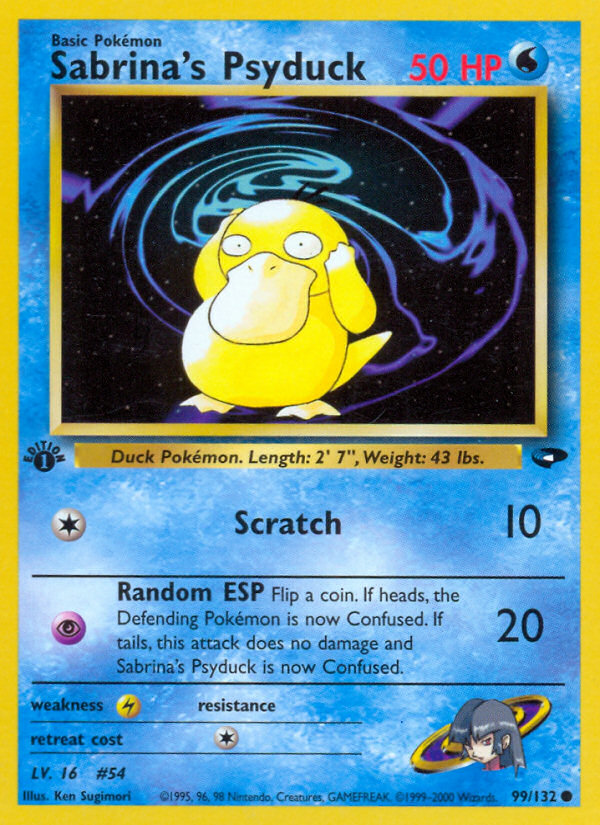 Basic Pokémon
Sabrina's Psyduck 50 HP
EDITION
1
Duck Pokémon. Length: 2' 7", Weight: 43 lbs.
Scratch 10
Random ESP Flip a coin. If heads, the
Defending Pokémon is now Confused. If
tails, this attack does no damage and
Sabrina's Psyduck is now Confused.
20
weakness resistance
retreat cost
LV. 16 #54
Illus. Ken Sugimori ©1995, 96, 98 Nintendo, Creatures, GAMEFREAK. ©1999-2000 Wizards. 99/132